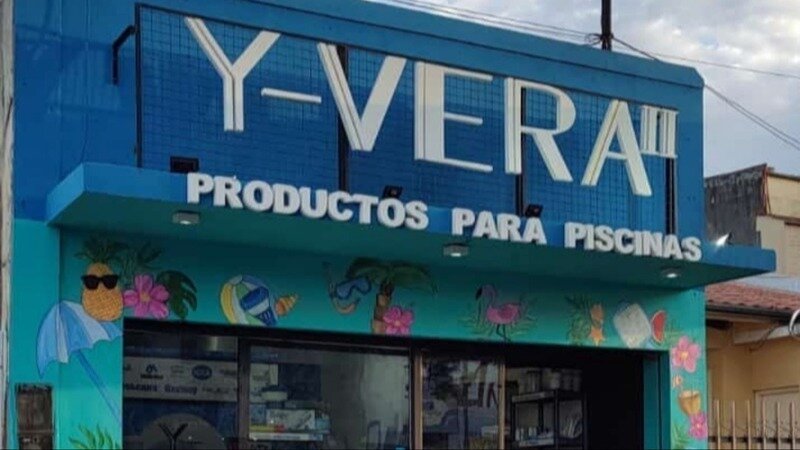 Y-VERA II
PRODUCTOS PARA PISCINAS